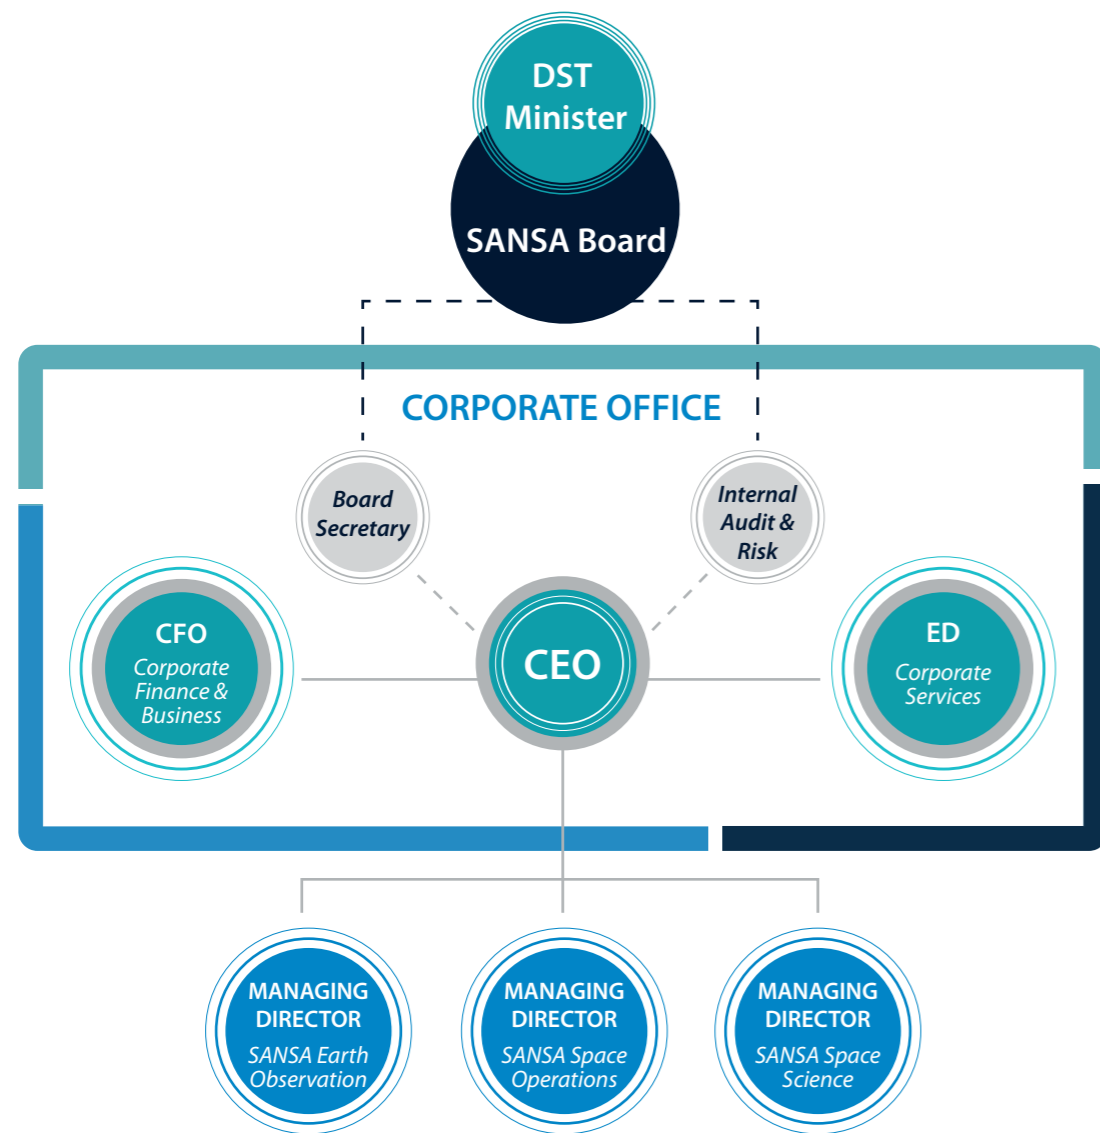 DST
Minister
SANSA Board
CORPORATE OFFICE
Board
Secretary
Internal
Audit &
Risk
CFO
Corporate
Finance &
Business
CEO
ED
Corporate
Services
MANAGING
DIRECTOR
SANSA Earth
Observation
MANAGING
DIRECTOR
SANSA Space
Operations
MANAGING
DIRECTOR
SANSA Space
Science